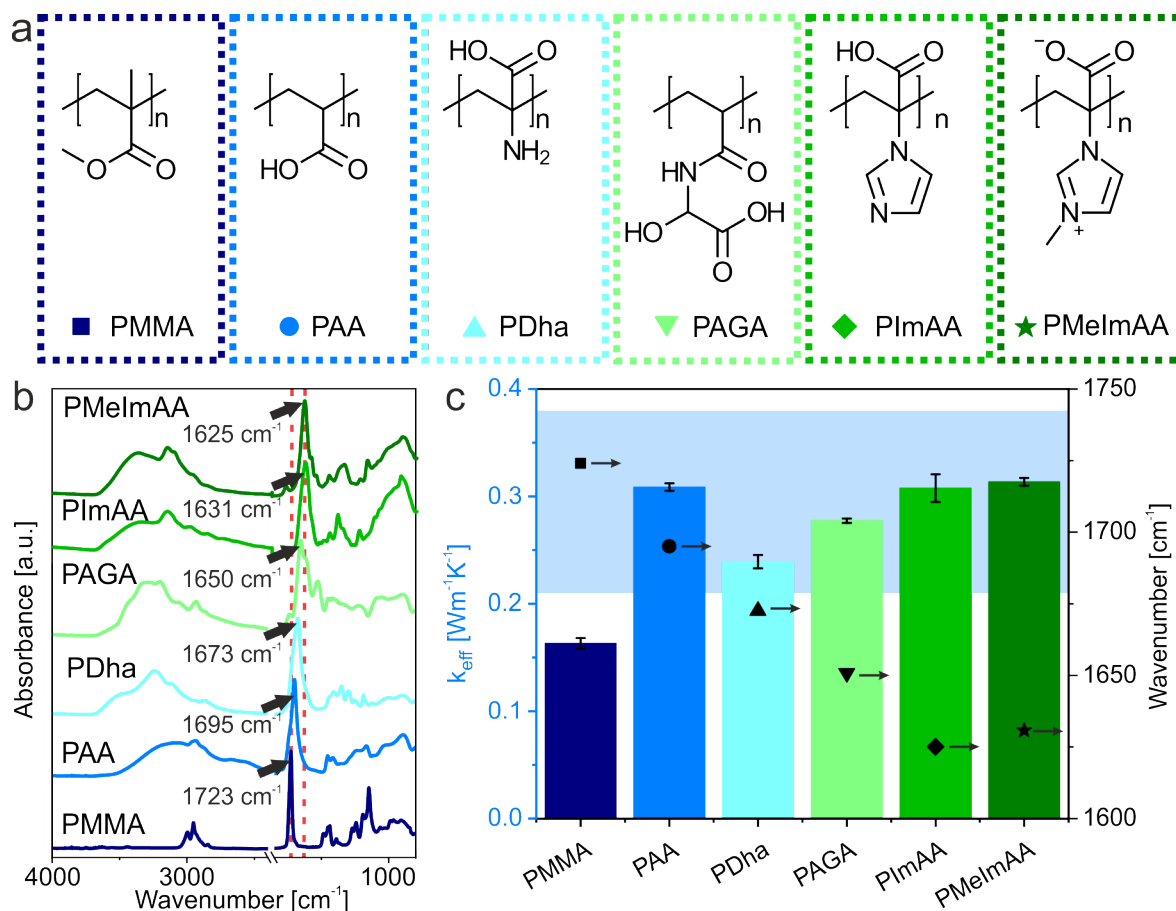 a
n
O
O
n
HO
O
HO
O
n
NH₂
n
HN
O
HO
OH
O
HO
O
n
N
N
⁻O
O
n
N
N
+
PMMA
PAA
PDha
PAGA
PImAA
PMeImAA
b
Absorbance [a.u.]
PMeImAA
1625 cm⁻¹
PImAA
1631 cm⁻¹
PAGA
1650 cm⁻¹
PDha
1673 cm⁻¹
PAA
1695 cm⁻¹
PMMA
1723 cm⁻¹
4000
3000
1000
Wavenumber [cm⁻¹]
c
k_eff [Wm⁻¹K⁻¹]
0.4
0.3
0.2
0.1
0.0
1750
1700
1650
1600
Wavenumber [cm⁻¹]
PMMA
PAA
PDha
PAGA
PImAA
PMeImAA